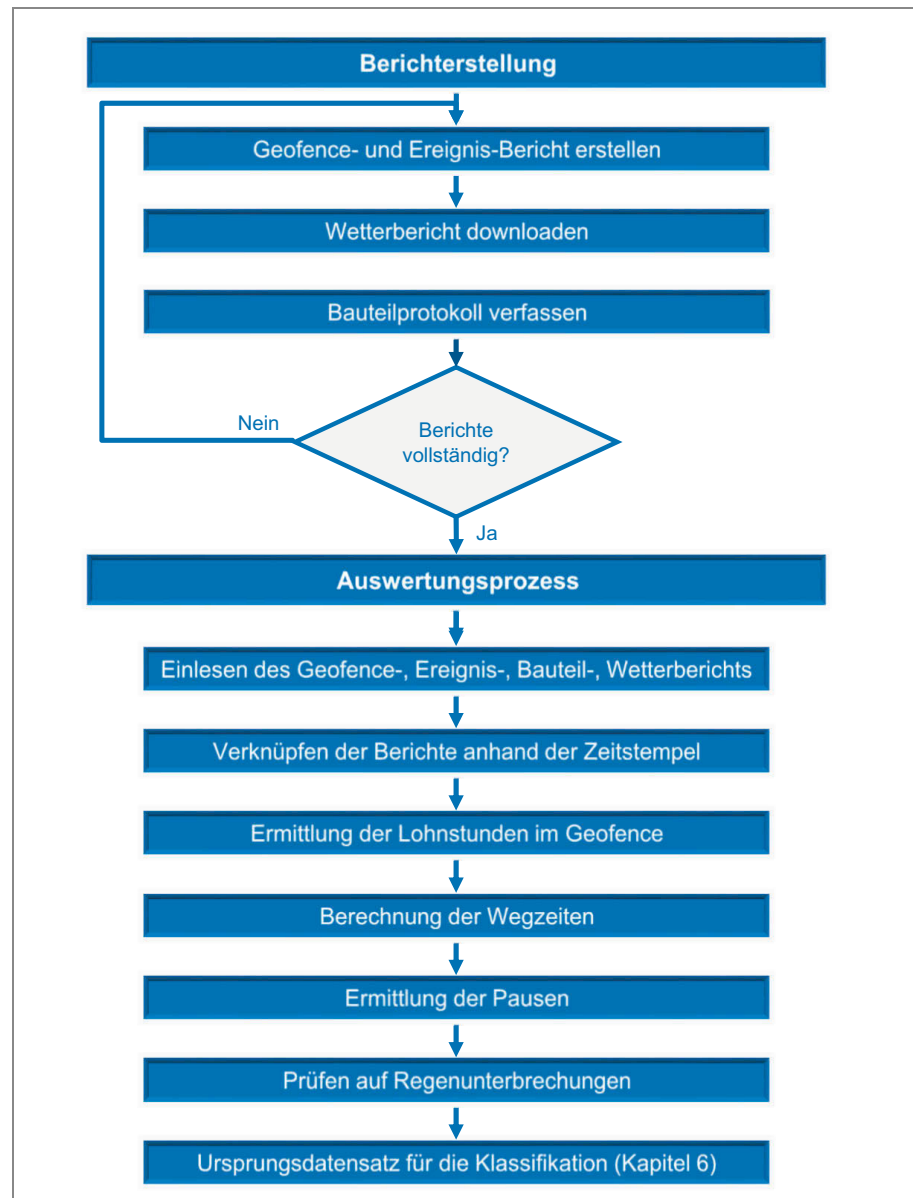 Berichterstellung
Geofence- und Ereignis-Bericht erstellen
Wetterbericht downloaden
Bauteilprotokoll verfassen
Nein
Berichte
vollständig?
Ja
Auswertungsprozess
Einlesen des Geofence-, Ereignis-, Bauteil-, Wetterberichts
Verknüpfen der Berichte anhand der Zeitstempel
Ermittlung der Lohnstunden im Geofence
Berechnung der Wegzeiten
Ermittlung der Pausen
Prüfen auf Regenunterbrechungen
Ursprungsdatensatz für die Klassifikation (Kapitel 6)